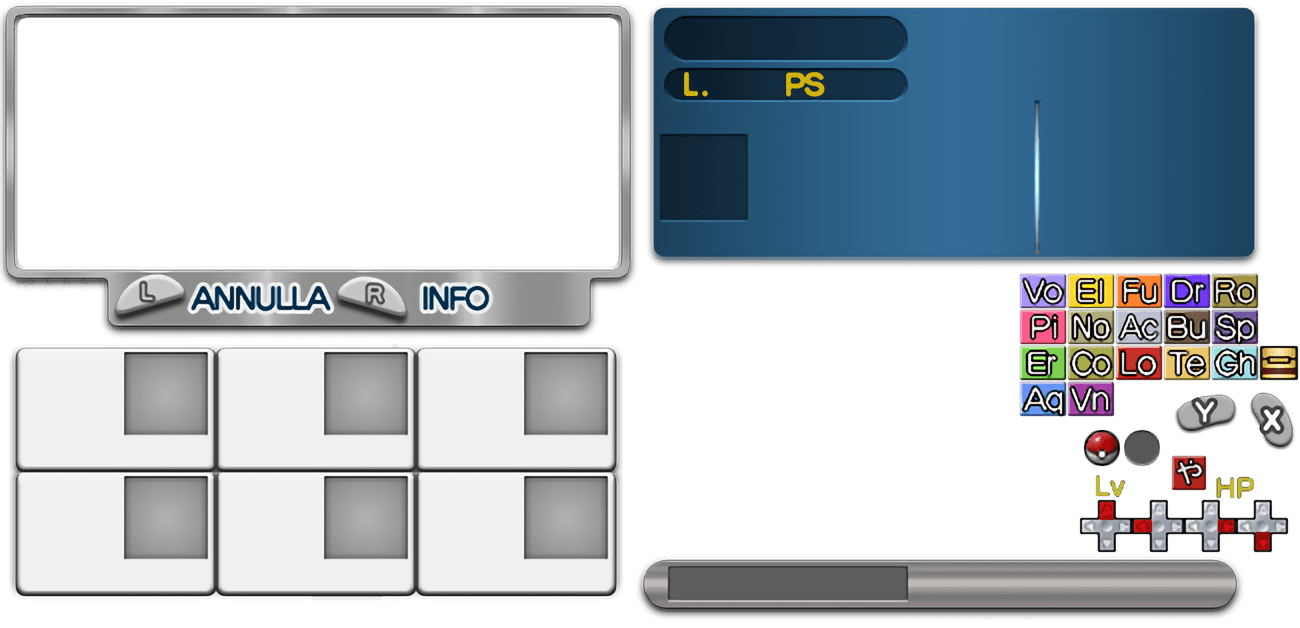 L. PS
L ANNULLA R INFO
Vo El Fu Dr Ro
Pi No Ac Bu Sp
Er Co Lo Te Gh
Aq Vn
Y X
や
Lv HP